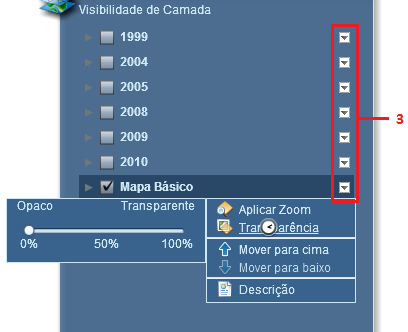 Visibilidade de Camada
1999
2004
2005
2008
2009
2010
3
Mapa Básico
Opaco Transparente
0% 50% 100%
Aplicar Zoom
Transparência
Mover para cima
Mover para baixo
Descrição